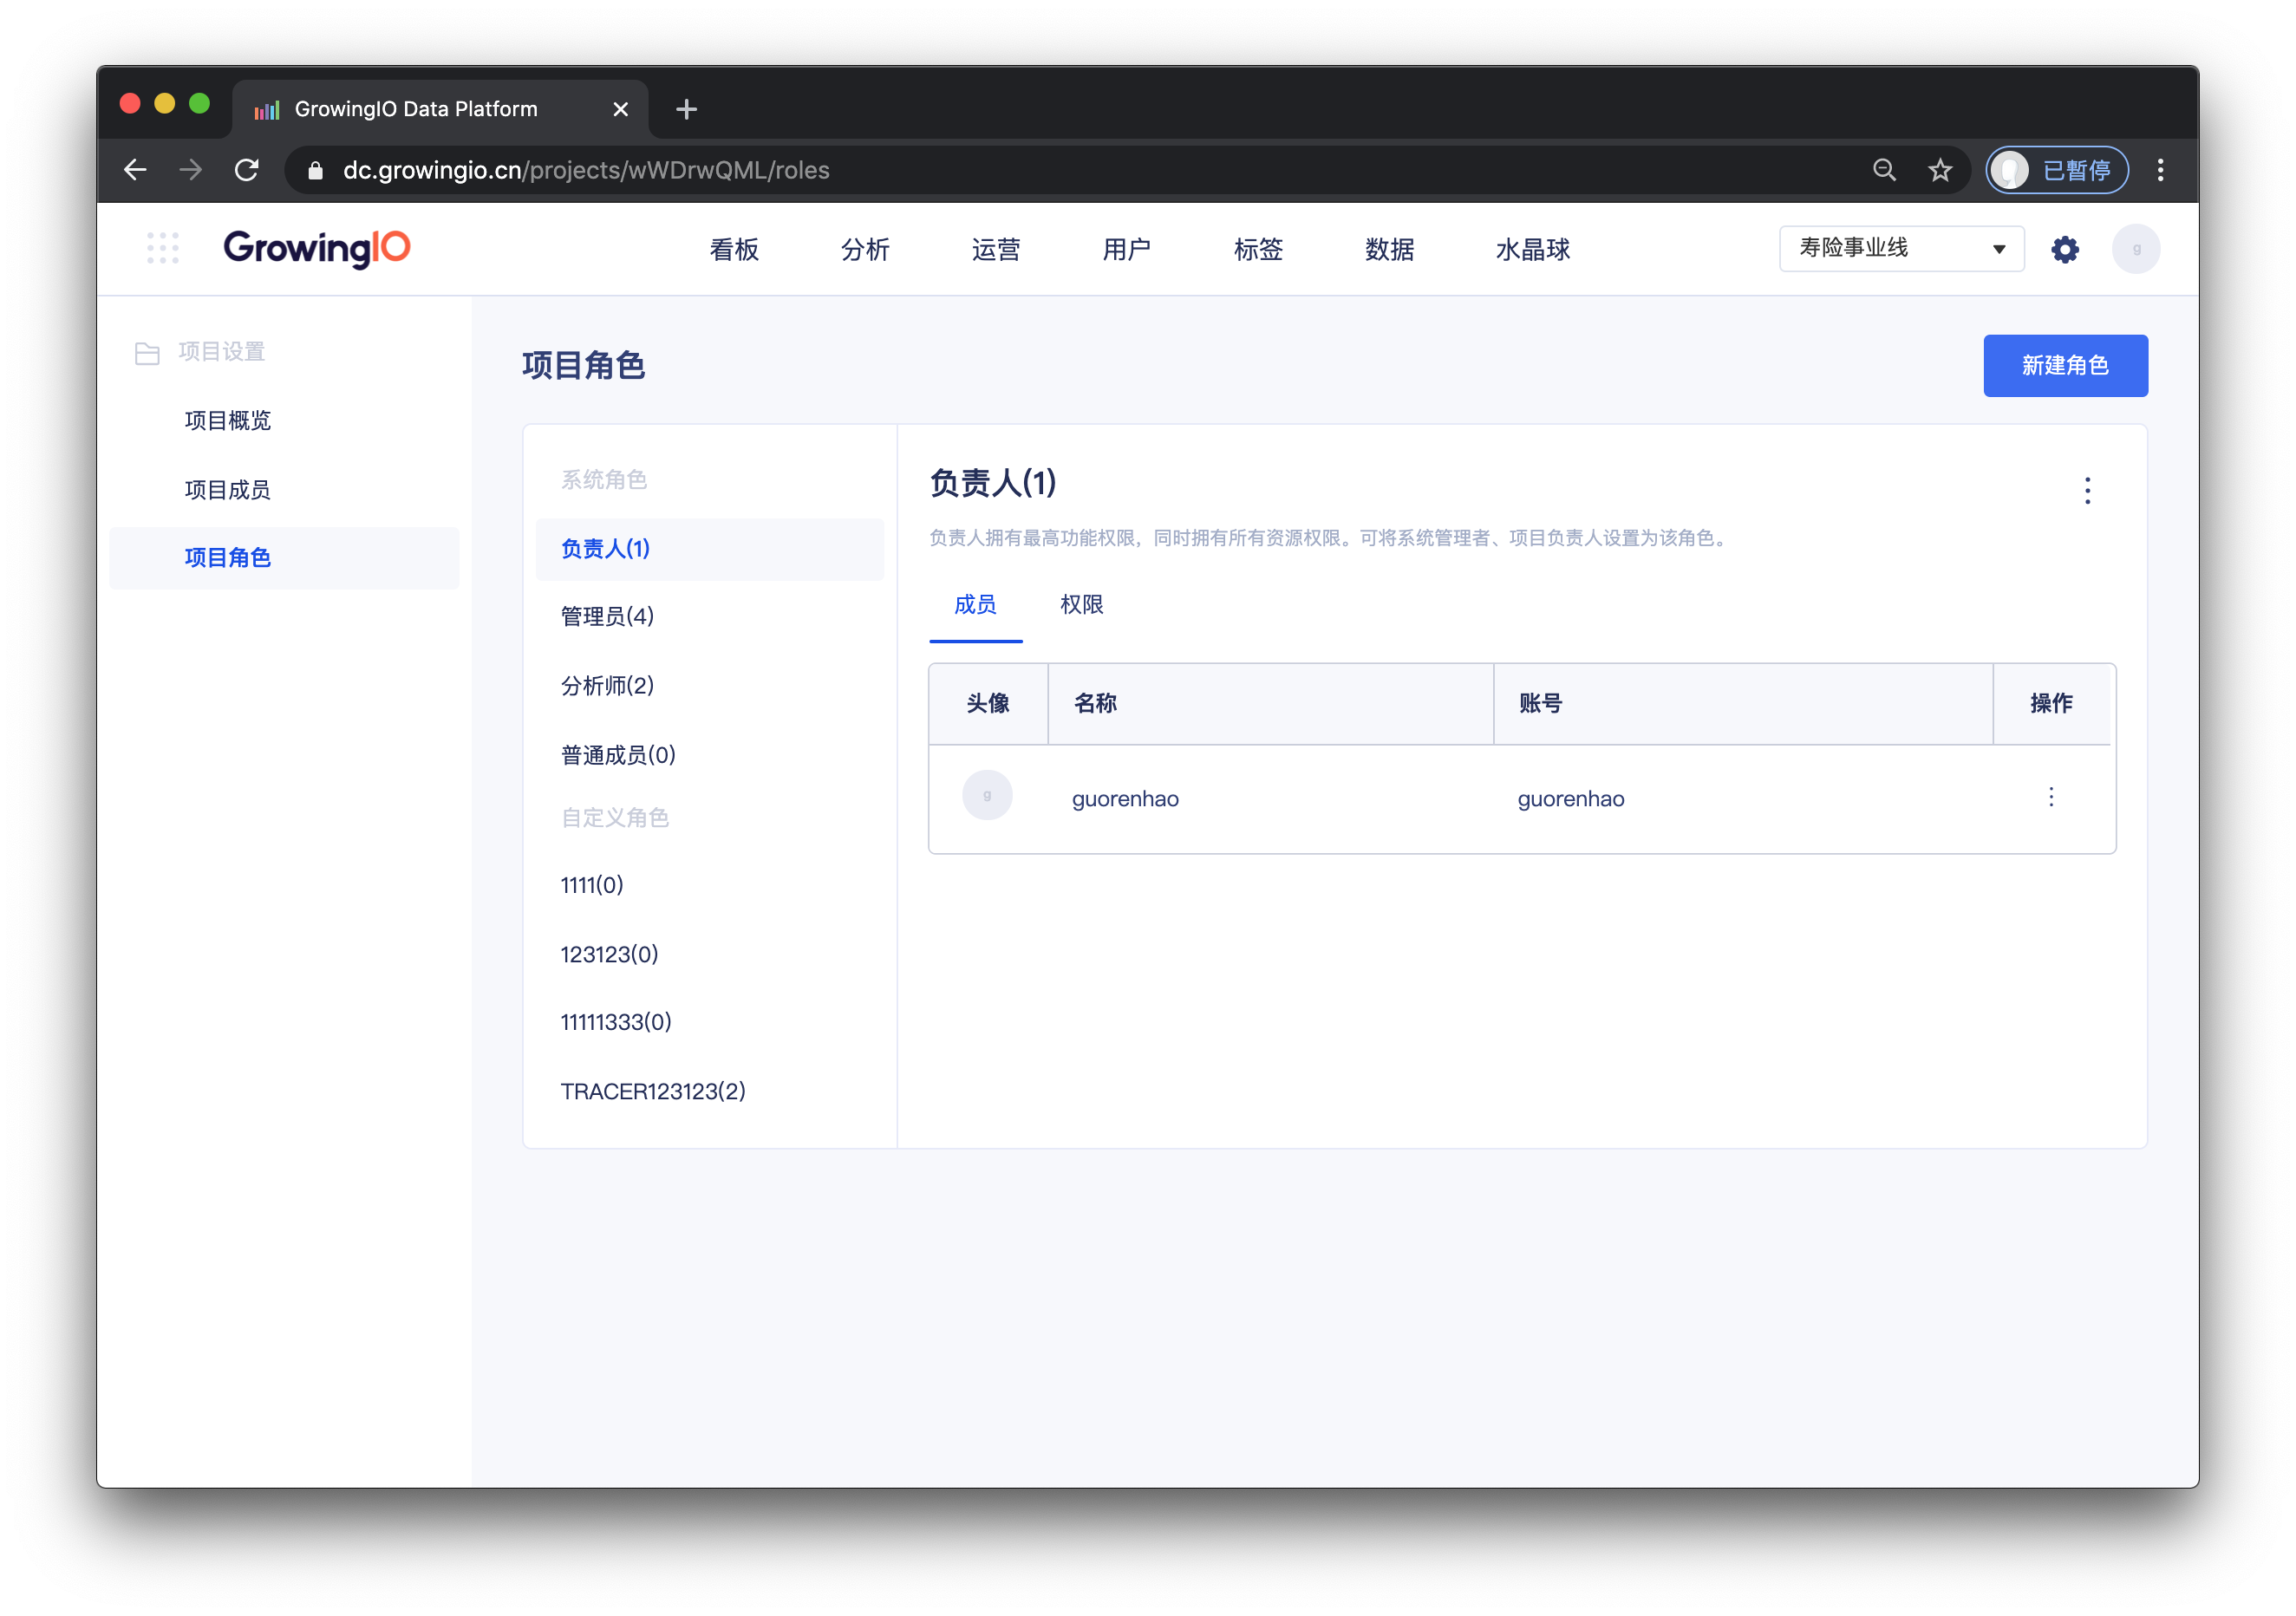 GrowingIO Data Platform
dc.growingio.cn/projects/wWDrwQML/roles
已暂停
GrowingIO
看板
分析
运营
用户
标签
数据
水晶球
寿险事业线
g
项目设置
项目概览
项目成员
项目角色
项目角色
新建角色
系统角色
负责人(1)
管理员(4)
分析师(2)
普通成员(0)
自定义角色
1111(0)
123123(0)
11111333(0)
TRACER123123(2)
负责人(1)
负责人拥有最高功能权限，同时拥有所有资源权限。可将系统管理者、项目负责人设置为该角色。
成员
权限
头像 名称 账号 操作
g guorenhao guorenhao